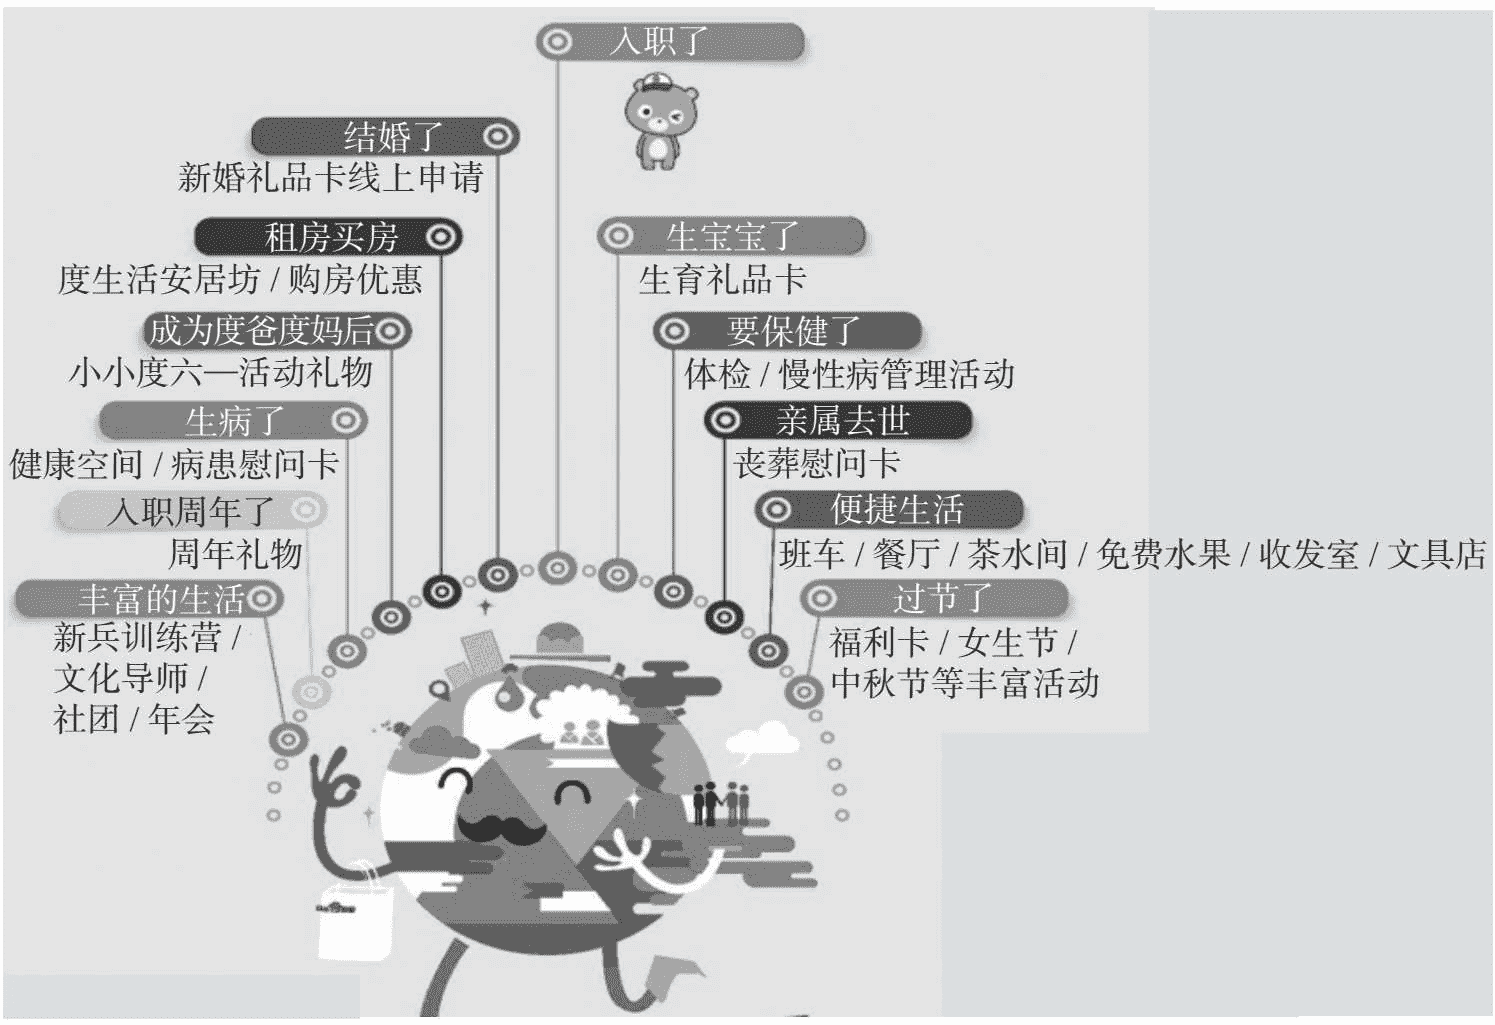 入职了
结婚了
新婚礼品卡线上申请
租房买房
度生活安居坊 / 购房优惠
成为度爸度妈后
小小度六一活动礼物
生病了
健康空间 / 病患慰问卡
入职周年了
周年礼物
丰富的生活
新兵训练营 /
文化导师 /
社团 / 年会
生宝宝了
生育礼品卡
要保健了
体检 / 慢性病管理活动
亲属去世
丧葬慰问卡
便捷生活
班车 / 餐厅 / 茶水间 / 免费水果 / 收发室 / 文具店
过节了
福利卡 / 女生节 /
中秋节等丰富活动